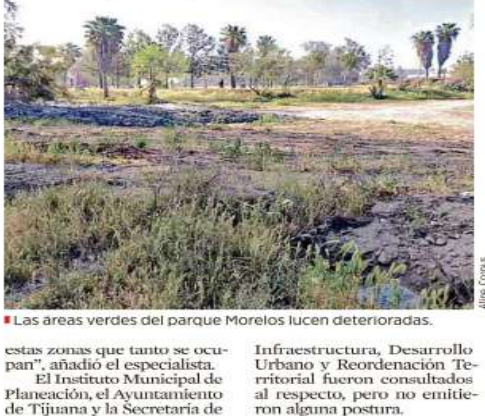 Aline Corpus
Las áreas verdes del parque Morelos lucen deterioradas.
estas zonas que tanto se ocu-
pan”, añadió el especialista.
El Instituto Municipal de
Planeación, el Ayuntamiento
de Tijuana y la Secretaría de
Infraestructura, Desarrollo
Urbano y Reordenación Te-
rritorial fueron consultados
al respecto, pero no emitie-
ron alguna postura.